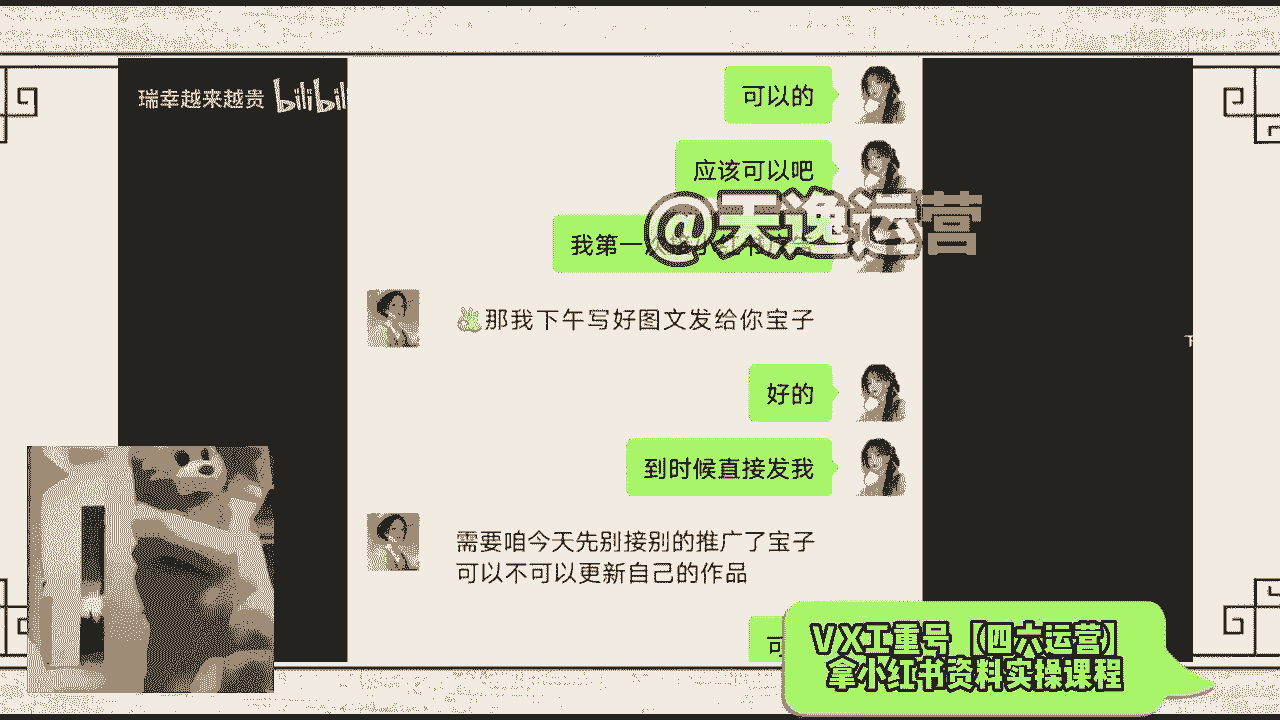 瑞幸越来越贵 bilibil
可以的
应该可以吧
@天逸运营
我第一
那我下午写好图文发给你宝子
好的
到时候直接发我
需要咱今天先别接别的推广了宝子
可以不可以更新自己的作品
下
可
VX工重号【四六运营】
拿小红书资料实操课程